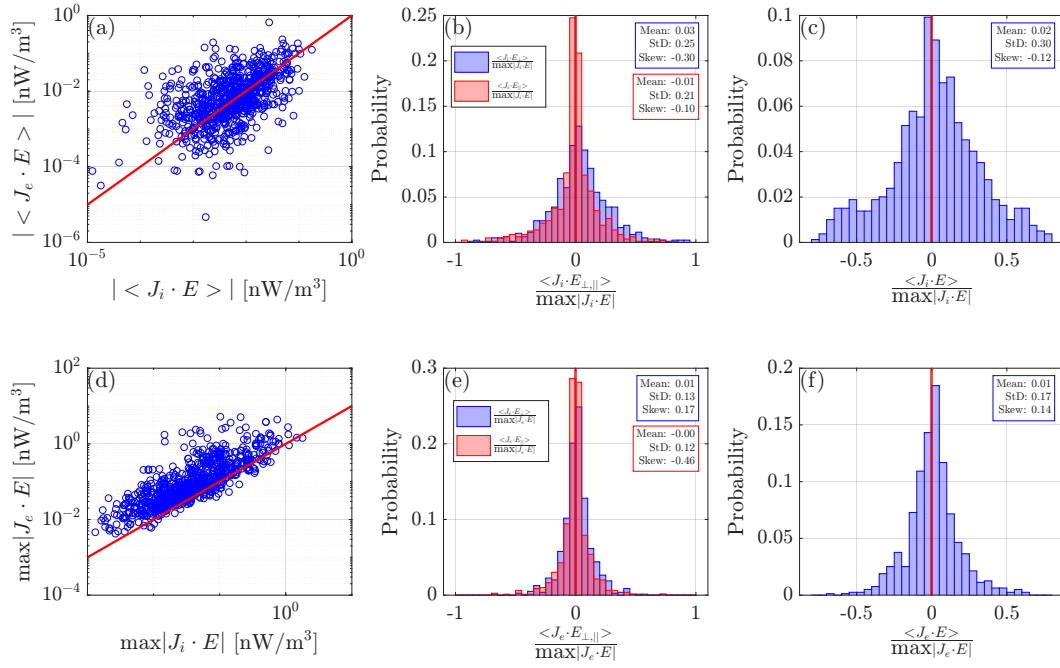 (a)
10^0
10^-2
10^-4
10^-6
10^-5
10^0
| < J_e · E > | [nW/m^3]
| < J_i · E > | [nW/m^3]
(b)
0.25
0.2
0.15
0.1
0.05
0
-1
0
1
Probability
<J_i·E_⊥>
max|J_i·E|
<J_i·E_||>
max|J_i·E|
Mean: 0.03
StD: 0.25
Skew: -0.30
Mean: -0.01
StD: 0.21
Skew: -0.10
<J_i·E_⊥,||>
max|J_i·E|
(c)
0.1
0.08
0.06
0.04
0.02
0
-0.5
0
0.5
Probability
Mean: 0.02
StD: 0.30
Skew: -0.12
<J_i·E>
max|J_i·E|
(d)
10^2
10^0
10^-2
10^-4
10^0
max|J_e · E| [nW/m^3]
max|J_i · E| [nW/m^3]
(e)
0.3
0.2
0.1
0
-1
0
1
Probability
Mean: 0.01
StD: 0.13
Skew: 0.17
Mean: -0.00
StD: 0.12
Skew: -0.46
<J_e·E_⊥,||>
max|J_e·E|
(f)
0.2
0.15
0.1
0.05
0
-0.5
0
0.5
Probability
Mean: 0.01
StD: 0.17
Skew: 0.14
<J_e·E>
max|J_e·E|